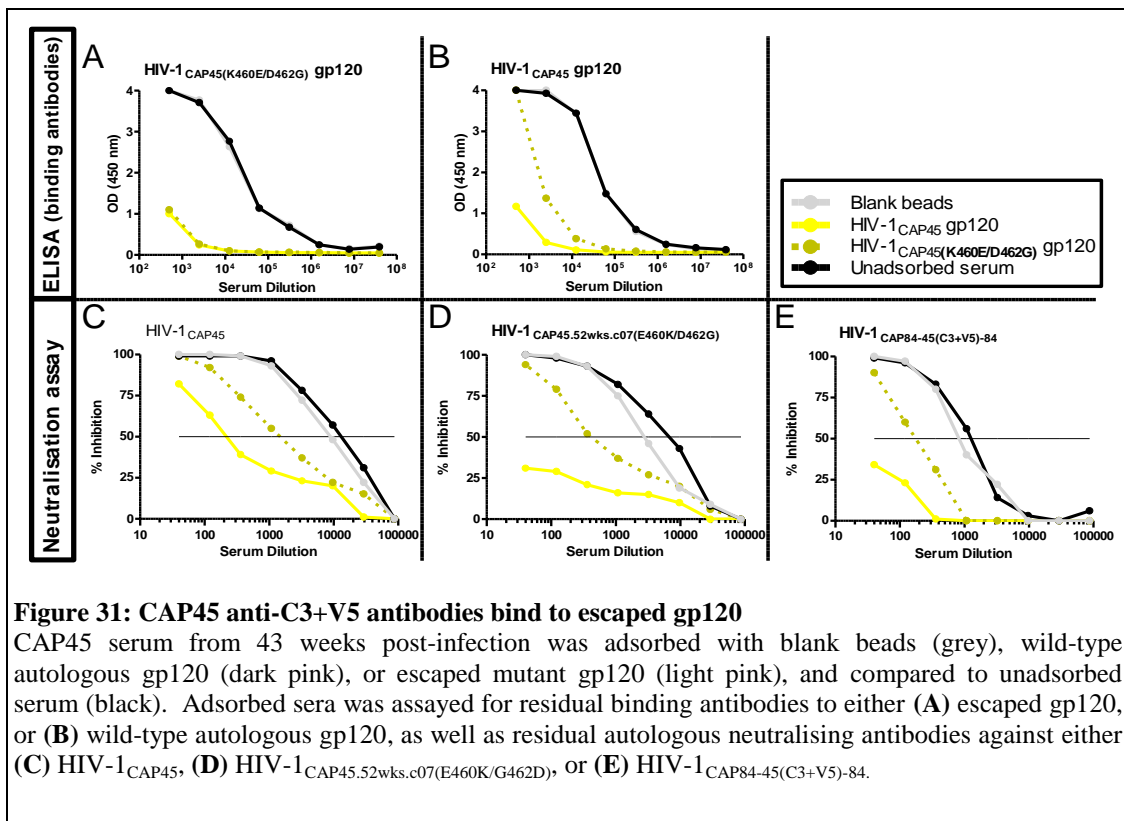 ELISA (binding antibodies)
A
HIV-1CAP45(K460E/D462G) gp120
OD (450 nm)
4
3
2
1
0
10² 10³ 10⁴ 10⁵ 10⁶ 10⁷ 10⁸
Serum Dilution
B
HIV-1CAP45 gp120
OD (450 nm)
4
3
2
1
0
10² 10³ 10⁴ 10⁵ 10⁶ 10⁷ 10⁸
Serum Dilution
Blank beads
HIV-1CAP45 gp120
HIV-1CAP45(K460E/D462G) gp120
Unadsorbed serum
Neutralisation assay
C
HIV-1CAP45
% Inhibition
100
75
50
25
0
10 100 1000 10000 100000
Serum Dilution
D
HIV-1CAP45.52wks.c07(E460K/D462G)
% Inhibition
100
75
50
25
0
10 100 1000 10000 100000
Serum Dilution
E
HIV-1CAP84-45(C3+V5)-84
% Inhibition
100
75
50
25
0
10 100 1000 10000 100000
Serum Dilution
Figure 31: CAP45 anti-C3+V5 antibodies bind to escaped gp120
CAP45 serum from 43 weeks post-infection was adsorbed with blank beads (grey), wild-type
autologous gp120 (dark pink), or escaped mutant gp120 (light pink), and compared to unadsorbed
serum (black). Adsorbed sera was assayed for residual binding antibodies to either (A) escaped gp120,
or (B) wild-type autologous gp120, as well as residual autologous neutralising antibodies against either
(C) HIV-1CAP45, (D) HIV-1CAP45.52wks.c07(E460K/G462D), or (E) HIV-1CAP84-45(C3+V5)-84.